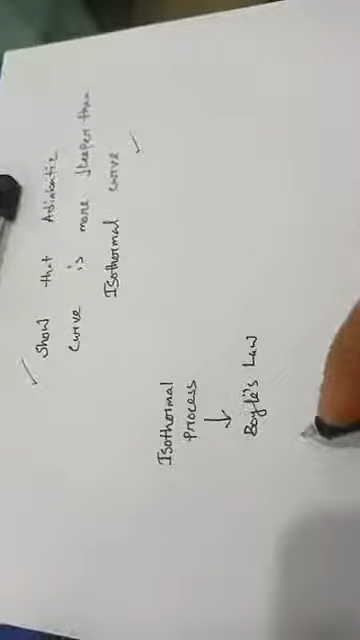 Show that Adiabatic
Curve is more steeper than
Isothermal curve
Isothermal
Process
↓
Boyle's Law